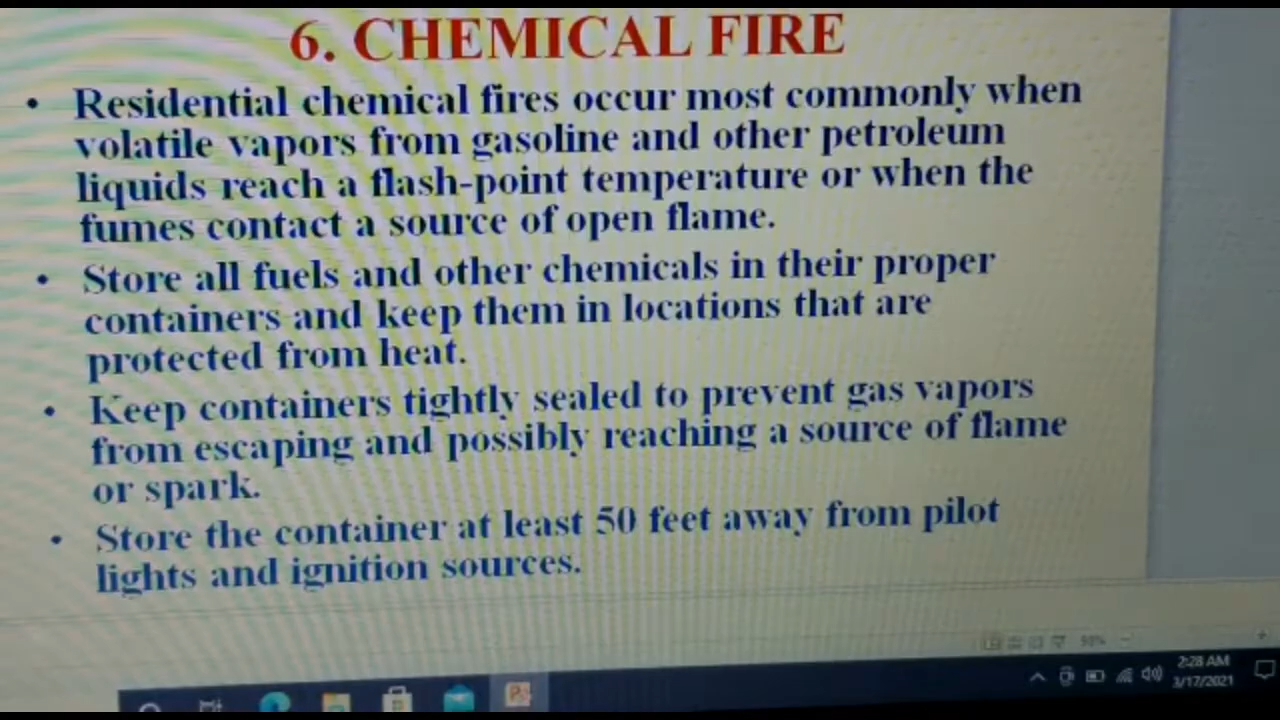 6. CHEMICAL FIRE
• Residential chemical fires occur most commonly when
volatile vapors from gasoline and other petroleum
liquids reach a flash-point temperature or when the
fumes contact a source of open flame.
• Store all fuels and other chemicals in their proper
containers and keep them in locations that are
protected from heat.
• Keep containers tightly sealed to prevent gas vapors
from escaping and possibly reaching a source of flame
or spark.
• Store the container at least 50 feet away from pilot
lights and ignition sources.
2:28 AM
3/17/2021